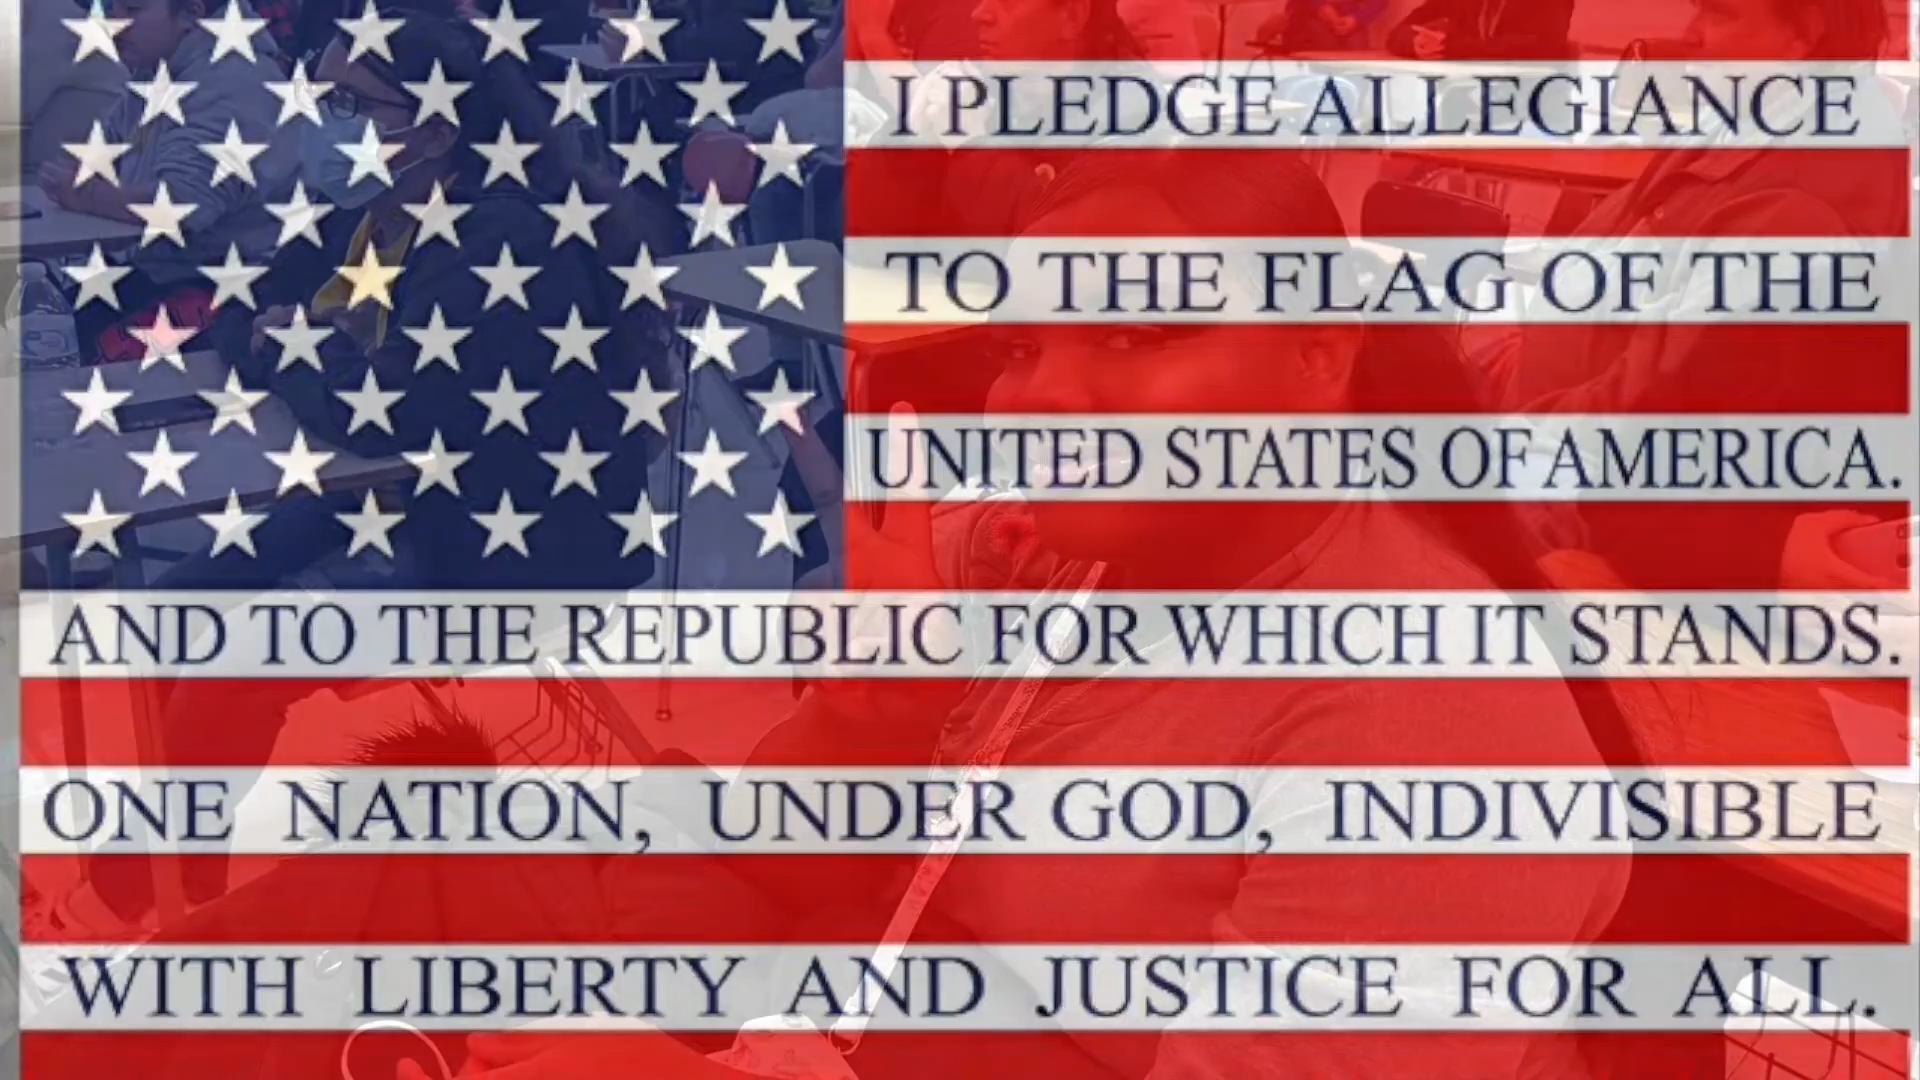 I PLEDGE ALLEGIANCE
TO THE FLAG OF THE
UNITED STATES OF AMERICA.
AND TO THE REPUBLIC FOR WHICH IT STANDS.
ONE NATION, UNDER GOD, INDIVISIBLE
WITH LIBERTY AND JUSTICE FOR ALL.